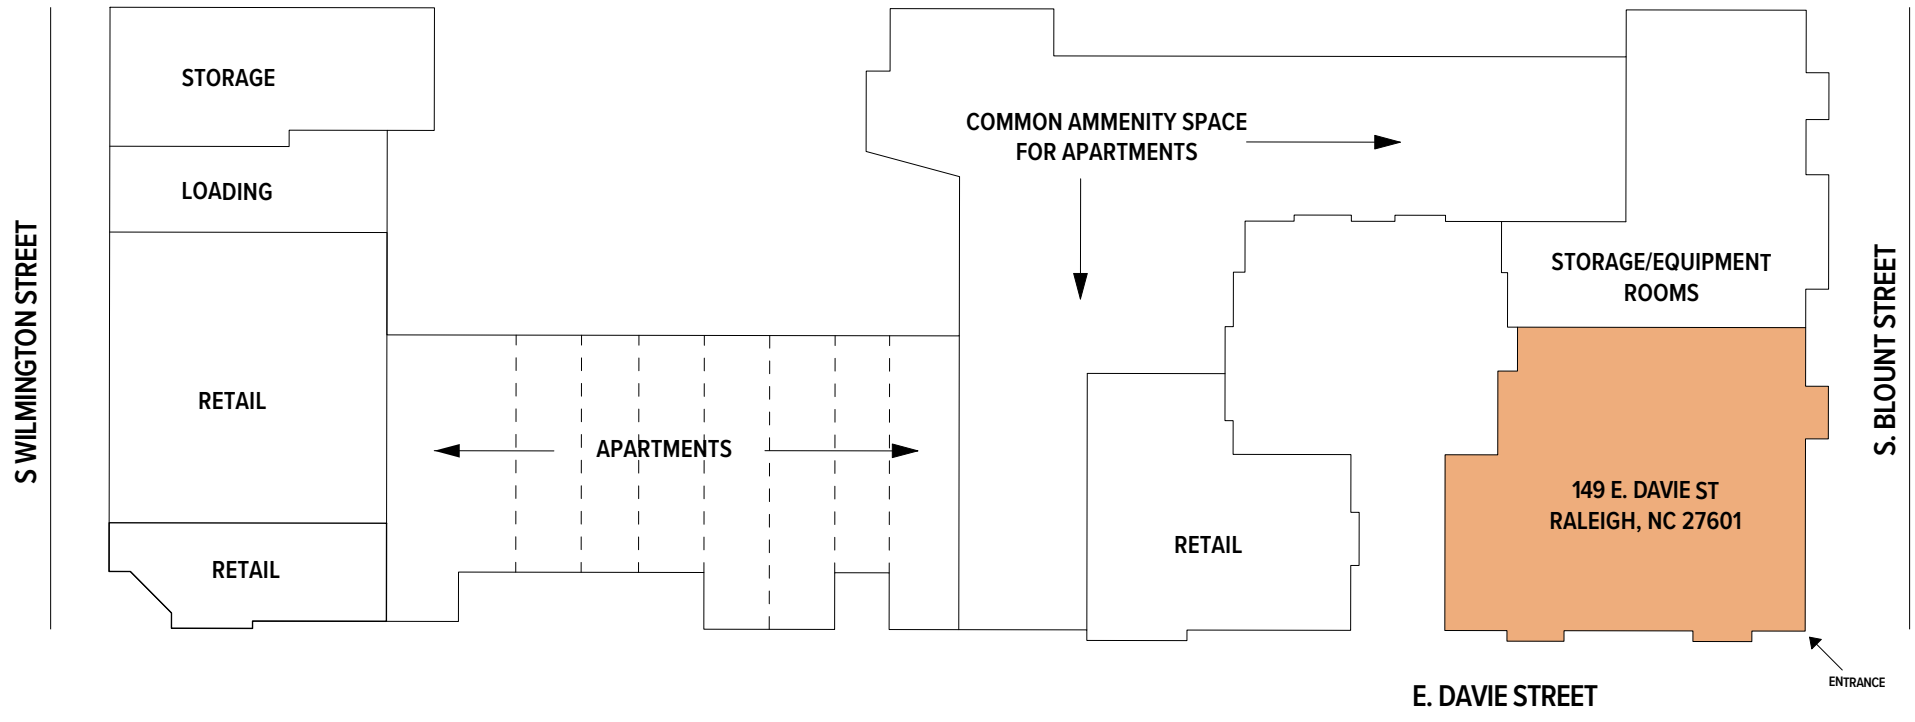 STORAGE
COMMON AMMENITY SPACE
FOR APARTMENTS
LOADING
S WILMINGTON STREET
STORAGE/EQUIPMENT
ROOMS
S. BLOUNT STREET
RETAIL
APARTMENTS
149 E. DAVIE ST
RALEIGH, NC 27601
RETAIL
RETAIL
ENTRANCE
E. DAVIE STREET